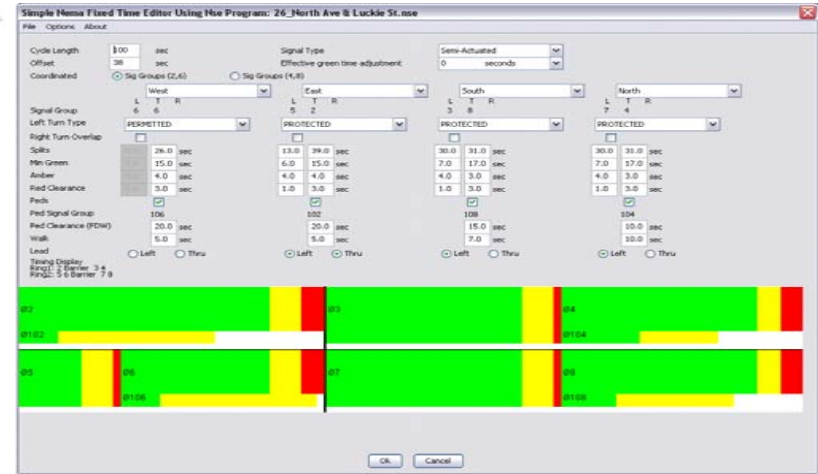 Simple Nema Fixed Time Editor Using Nse Program: 26_North Ave & Luckie St.nse
File Options About
Cycle Length 100 sec Signal Type Semi-Actuated
Offset 38 sec Effective green time adjustment 0 seconds
Coordinated Sig Groups (2,6) Sig Groups (4,8)
West East South North
L T R L T R L T R L T R
Signal Group 6 6 5 2 3 8 7 4
Left Turn Type PERMITTED PROTECTED PROTECTED PROTECTED
Right Turn Overlap
Splits 26.0 sec 13.0 39.0 sec 30.0 31.0 sec 30.0 31.0 sec
Min Green 15.0 sec 6.0 15.0 sec 7.0 17.0 sec 7.0 17.0 sec
Amber 4.0 sec 4.0 4.0 sec 4.0 3.0 sec 4.0 3.0 sec
Red Clearance 3.0 sec 1.0 3.0 sec 1.0 3.0 sec 1.0 3.0 sec
Peds
Ped Signal Group 106 102 108 104
Ped Clearance (FDW) 20.0 sec 20.0 sec 15.0 sec 10.0 sec
Walk 5.0 sec 5.0 sec 7.0 sec 10.0 sec
Lead Left Thru Left Thru Left Thru Left Thru
Timing Display
Ring1: 2 Barrier 3 4
Ring2: 5 6 Barrier 7 8
Ø2 Ø3 Ø4
Ø102 Ø104
Ø5 Ø6 Ø7 Ø8
Ø106 Ø108
Ok Cancel